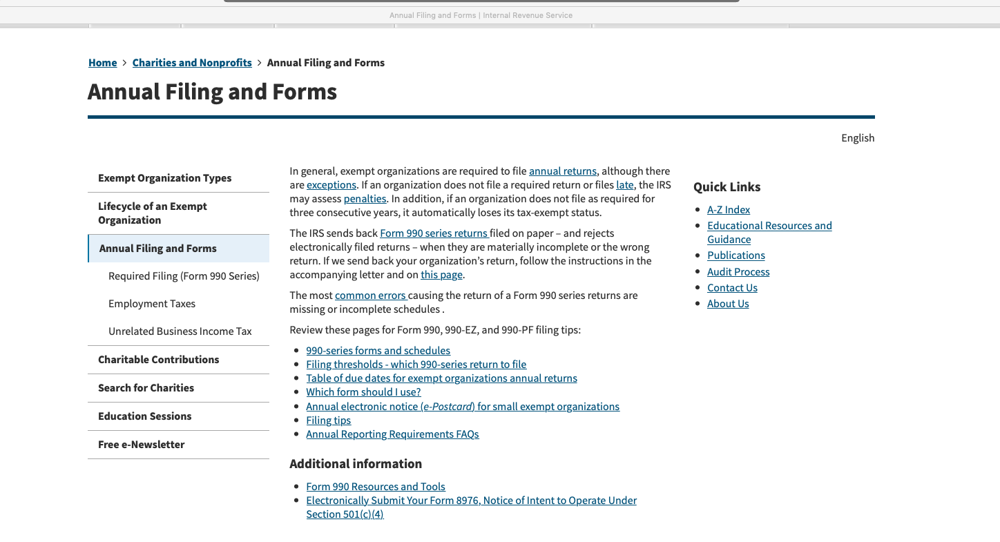 Annual Filing and Forms | Internal Revenue Service
Home > Charities and Nonprofits > Annual Filing and Forms
Annual Filing and Forms
English
Exempt Organization Types
Lifecycle of an Exempt
Organization
Annual Filing and Forms
Required Filing (Form 990 Series)
Employment Taxes
Unrelated Business Income Tax
Charitable Contributions
Search for Charities
Education Sessions
Free e-Newsletter
In general, exempt organizations are required to file annual returns, although there
are exceptions. If an organization does not file a required return or files late, the IRS
may assess penalties. In addition, if an organization does not file as required for
three consecutive years, it automatically loses its tax-exempt status.
The IRS sends back Form 990 series returns filed on paper – and rejects
electronically filed returns – when they are materially incomplete or the wrong
return. If we send back your organization’s return, follow the instructions in the
accompanying letter and on this page.
The most common errors causing the return of a Form 990 series returns are
missing or incomplete schedules .
Review these pages for Form 990, 990-EZ, and 990-PF filing tips:
• 990-series forms and schedules
• Filing thresholds - which 990-series return to file
• Table of due dates for exempt organizations annual returns
• Which form should I use?
• Annual electronic notice (e-Postcard) for small exempt organizations
• Filing tips
• Annual Reporting Requirements FAQs
Additional information
• Form 990 Resources and Tools
• Electronically Submit Your Form 8976, Notice of Intent to Operate Under
Section 501(c)(4)
Quick Links
• A-Z Index
• Educational Resources and
Guidance
• Publications
• Audit Process
• Contact Us
• About Us